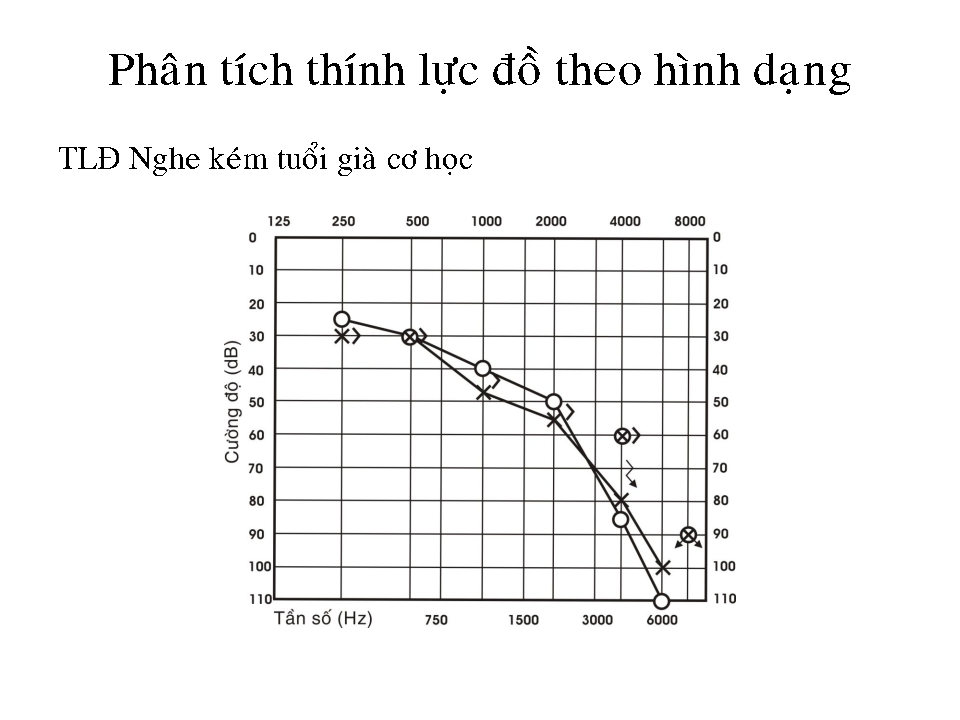 Phân tích thính lực đồ theo hình dạng
TLĐ Nghe kém tuổi già cơ học
125 250 500 1000 2000 4000 8000
0 0
10 10
20 20
30 30
40 40
50 50
60 60
70 70
80 80
90 90
100 100
110 110
Cường độ (dB)
Tần số (Hz) 750 1500 3000 6000